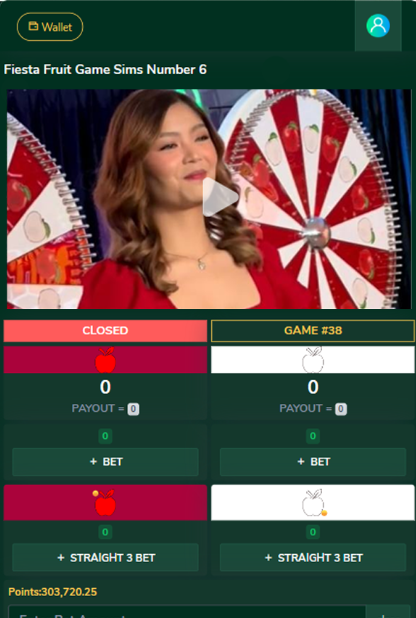 Wallet
Fiesta Fruit Game Sims Number 6
CLOSED
GAME #38
0
0
PAYOUT = 0
PAYOUT = 0
0
0
+ BET
+ BET
0
0
+ STRAIGHT 3 BET
+ STRAIGHT 3 BET
Points:303,720.25